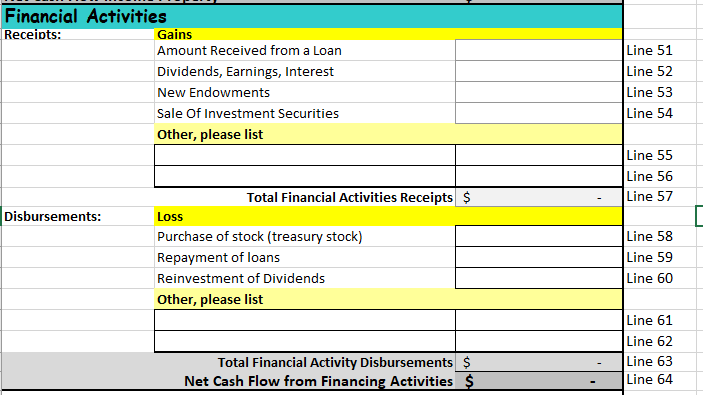 Financial Activities
Receipts: Gains
Amount Received from a Loan Line 51
Dividends, Earnings, Interest Line 52
New Endowments Line 53
Sale Of Investment Securities Line 54
Other, please list
Line 55
Line 56
Total Financial Activities Receipts $ - Line 57
Disbursements: Loss
Purchase of stock (treasury stock) Line 58
Repayment of loans Line 59
Reinvestment of Dividends Line 60
Other, please list
Line 61
Line 62
Total Financial Activity Disbursements $ - Line 63
Net Cash Flow from Financing Activities $ - Line 64